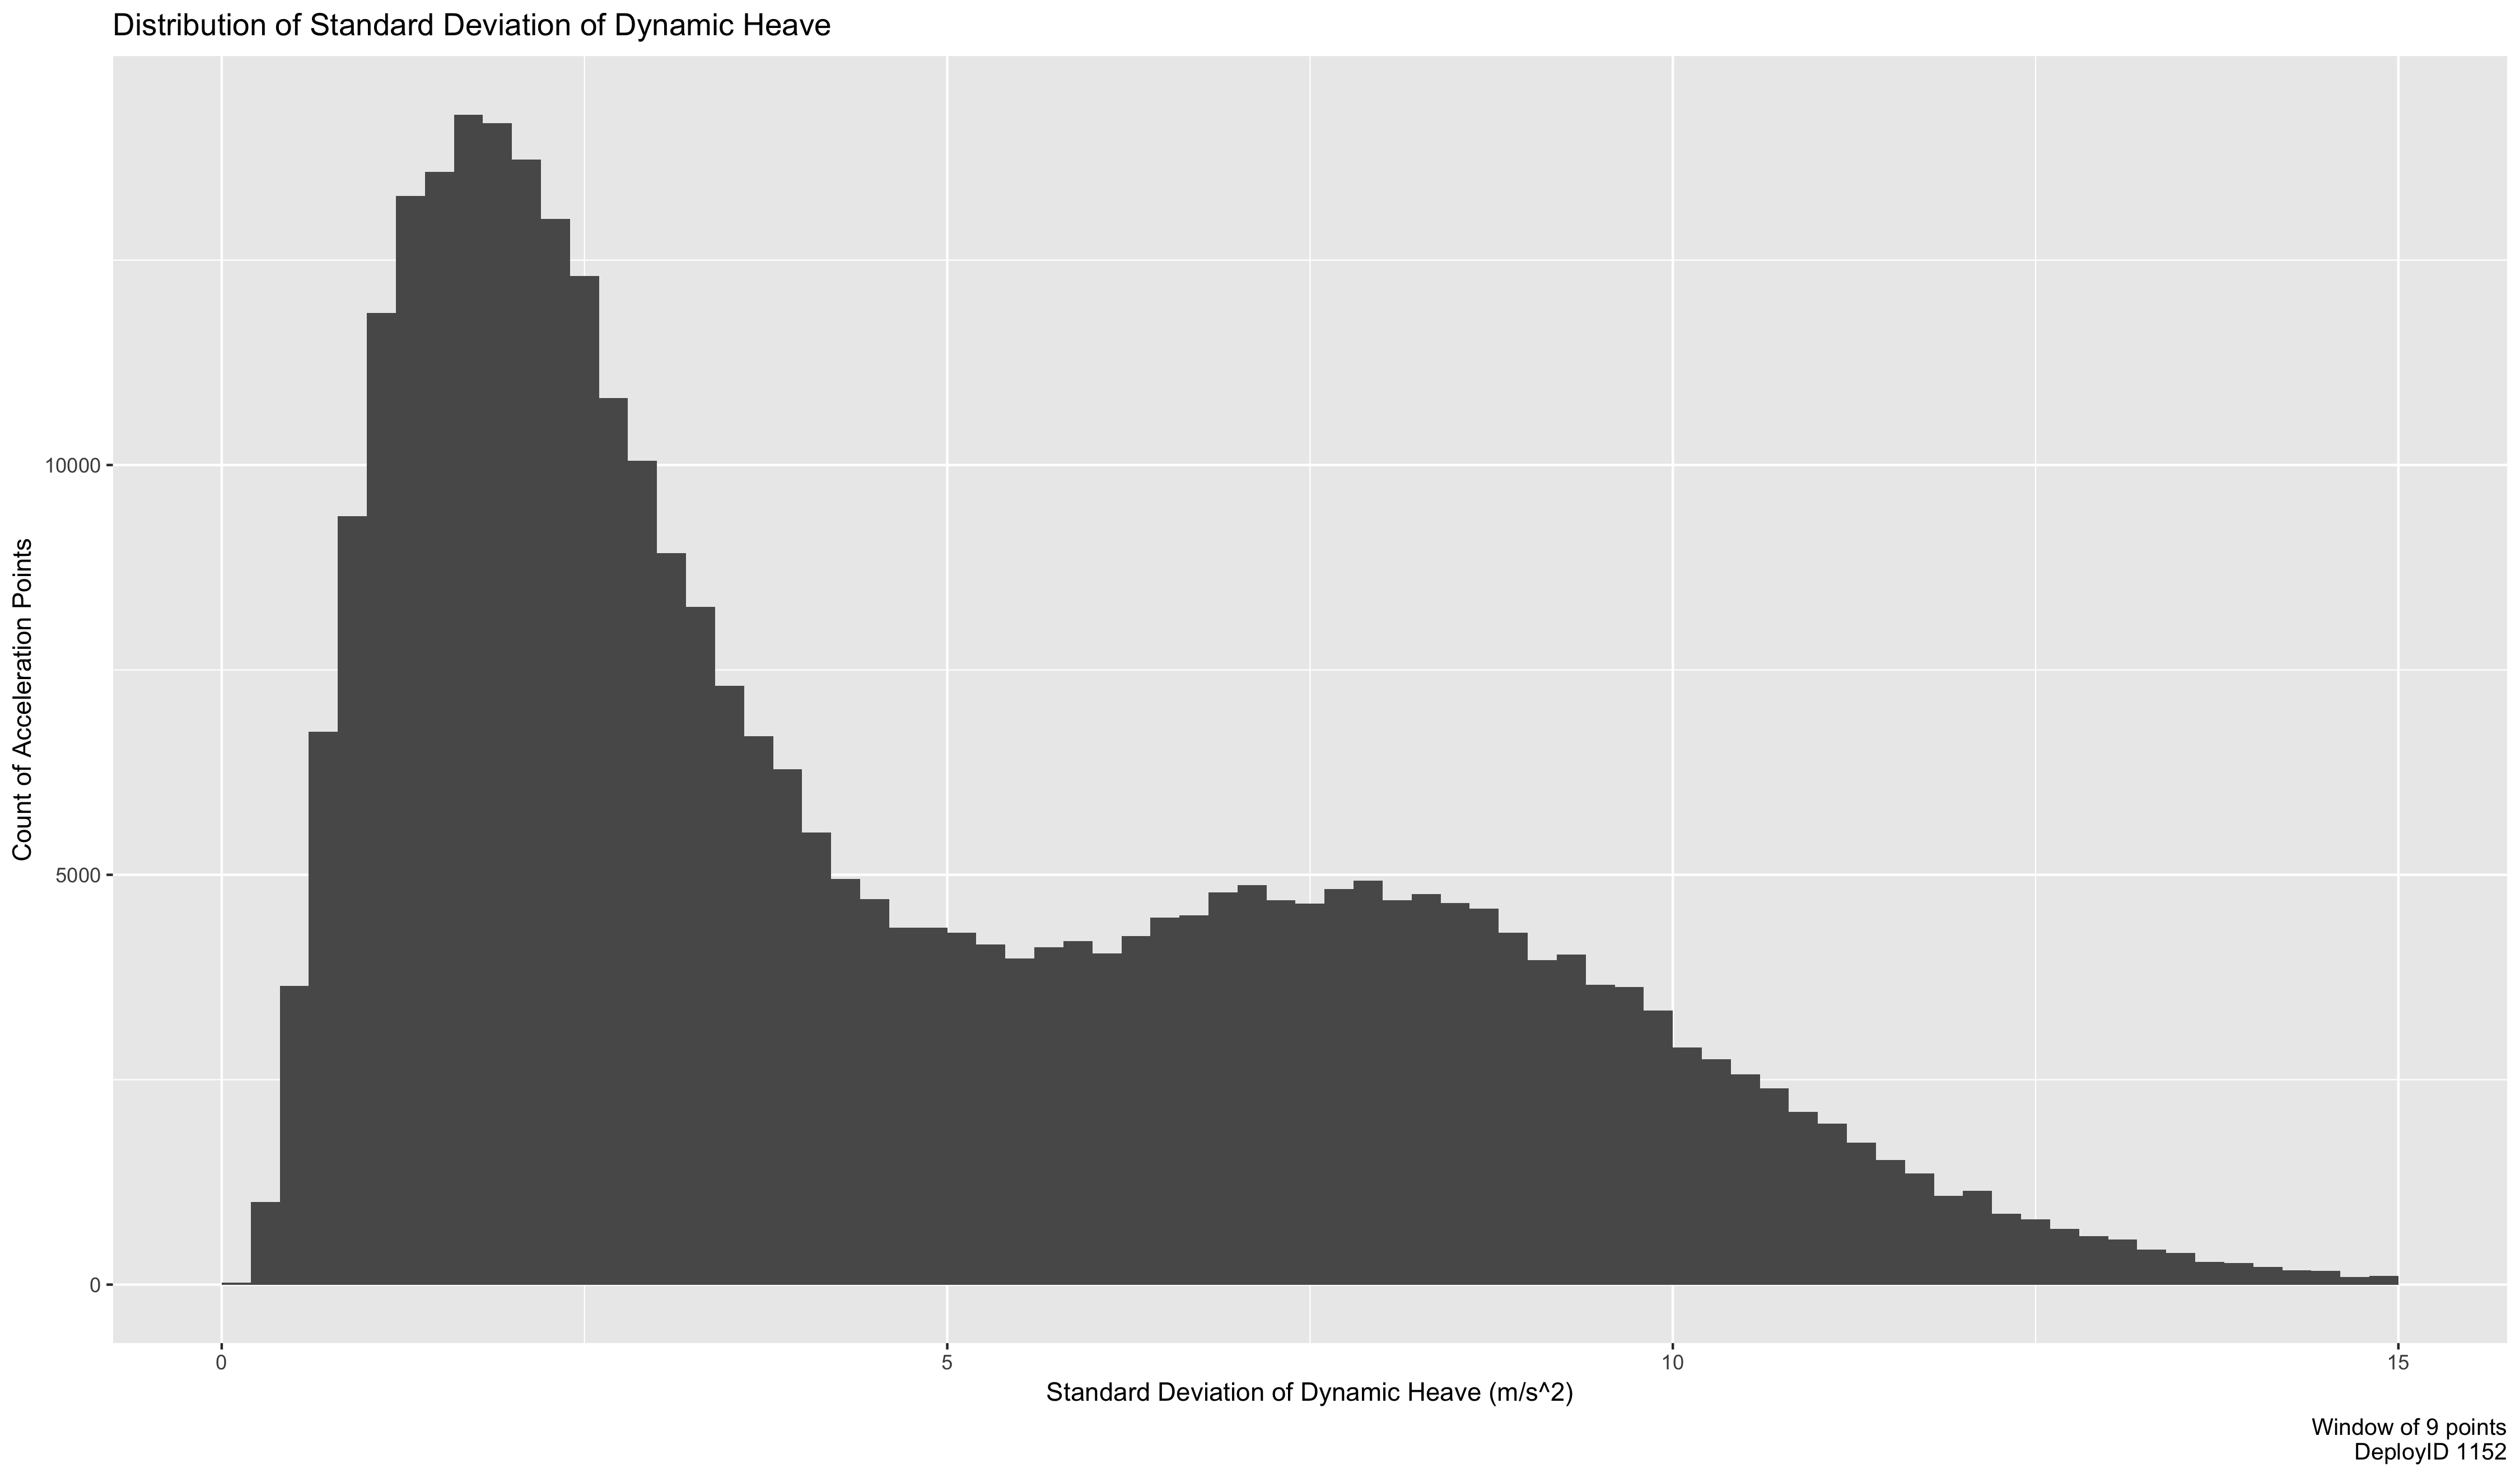 Distribution of Standard Deviation of Dynamic Heave
Count of Acceleration Points
10000
5000
0
0
5
10
15
Standard Deviation of Dynamic Heave (m/s^2)
Window of 9 points
DeployID 1152